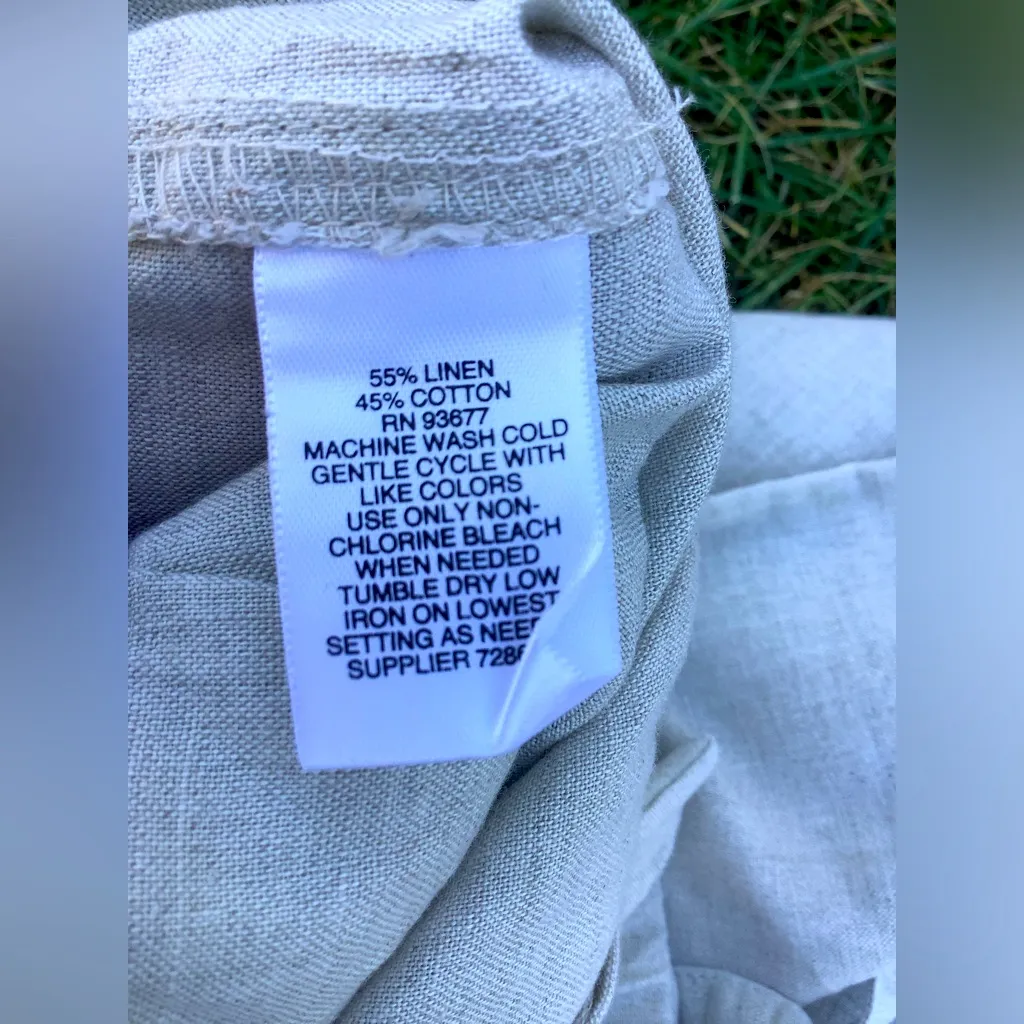 55% LINEN
45% COTTON
RN 93677
MACHINE WASH COLD
GENTLE CYCLE WITH
LIKE COLORS
USE ONLY NON-
CHLORINE BLEACH
WHEN NEEDED
TUMBLE DRY LOW
IRON ON LOWEST
SETTING AS
SUPPLIER